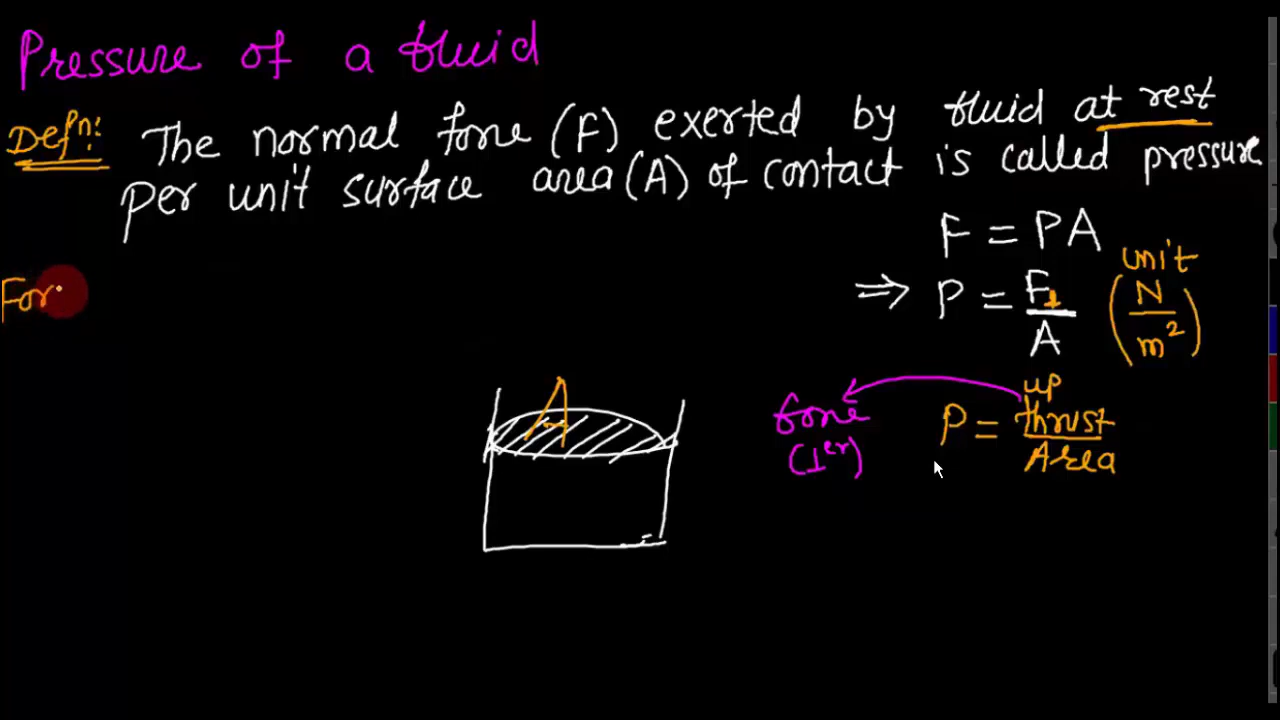 Pressure of a fluid
Defn: The normal force (F) exerted by fluid at rest
per unit surface area (A) of contact is called pressure
F = PA
unit
⇒ P = F⊥/A (N/m²)
For
A
up
force P = thrust/Area
(⊥er)